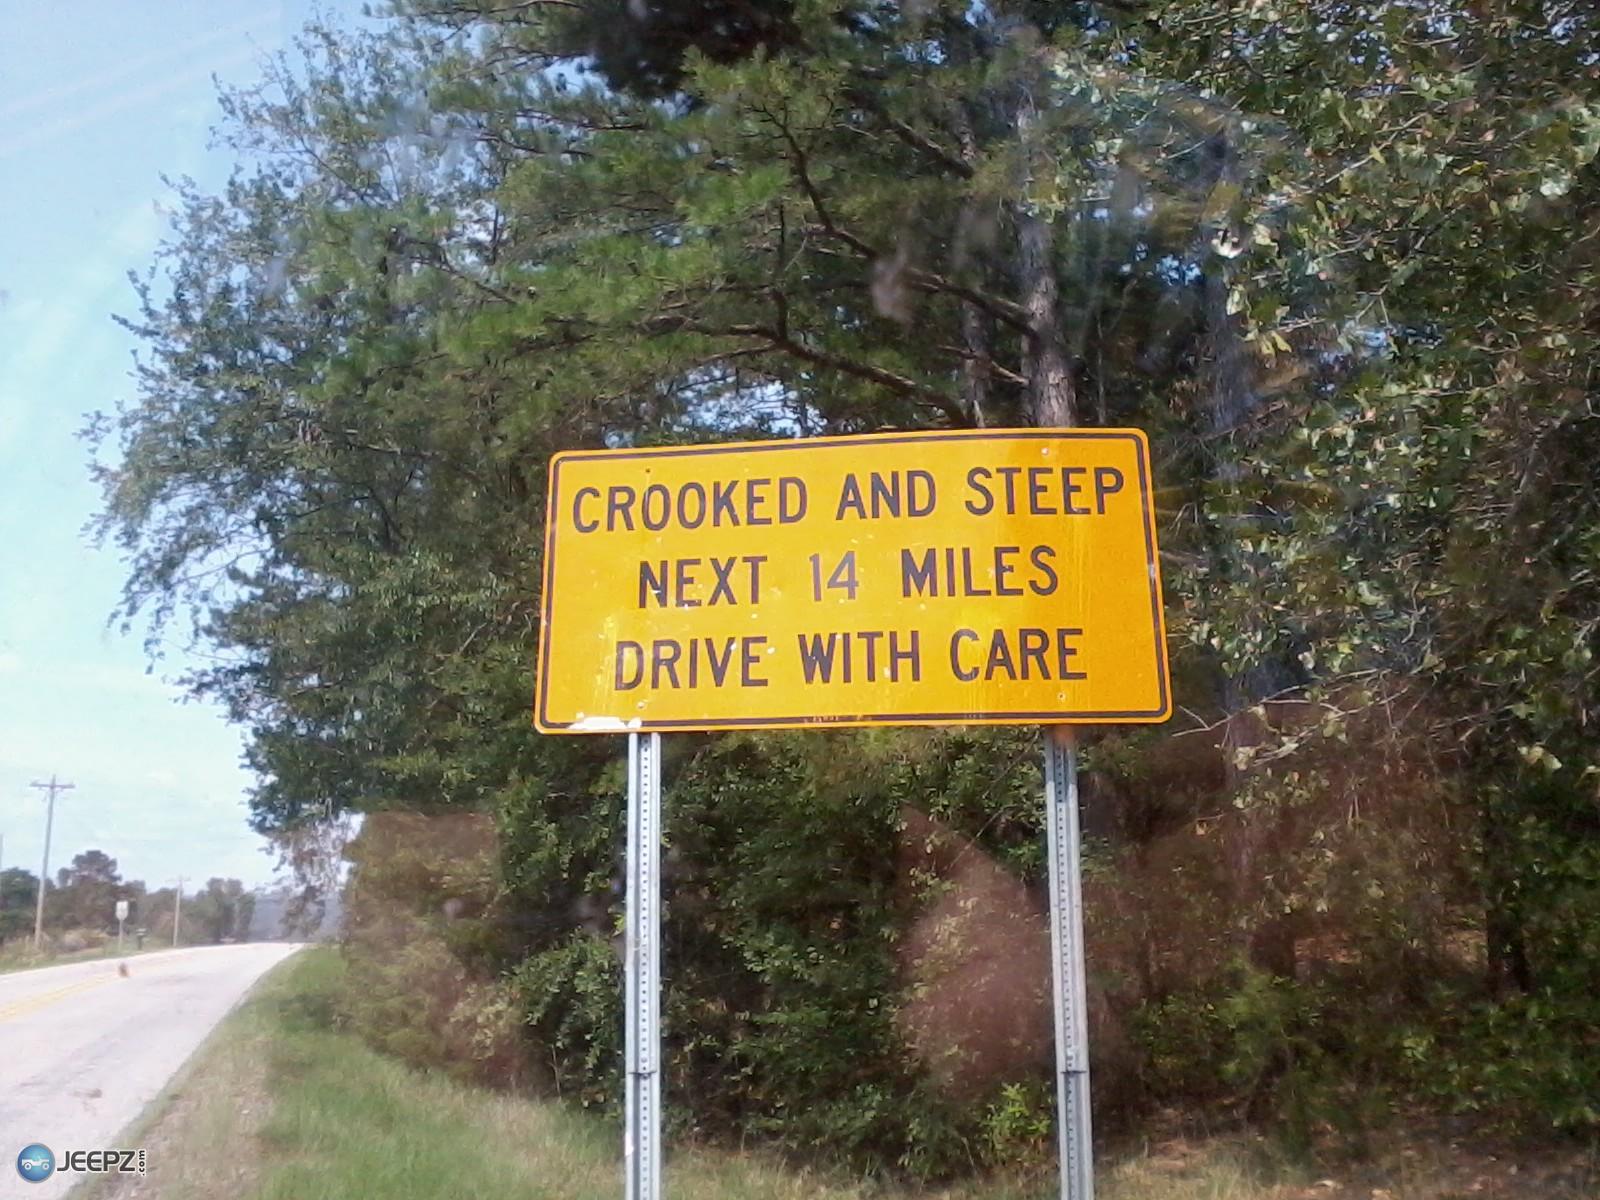 CROOKED AND STEEP
NEXT 14 MILES
DRIVE WITH CARE
JEEPZ.com